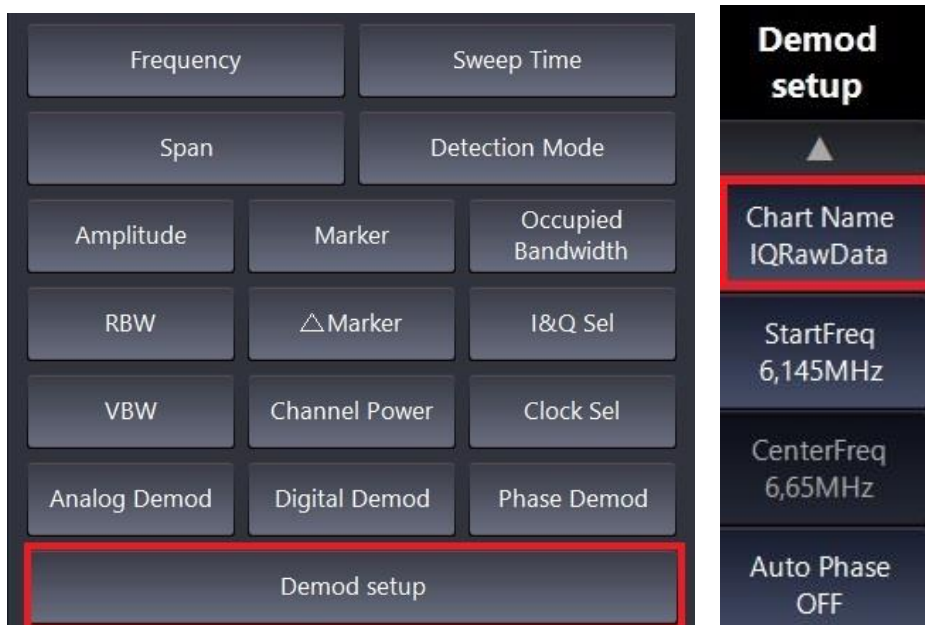 Frequency
Sweep Time
Span
Detection Mode
Amplitude
Marker
Occupied
Bandwidth
RBW
△Marker
I&Q Sel
VBW
Channel Power
Clock Sel
Analog Demod
Digital Demod
Phase Demod
Demod setup
Demod
setup
▲
Chart Name
IQRawData
StartFreq
6,145MHz
CenterFreq
6,65MHz
Auto Phase
OFF